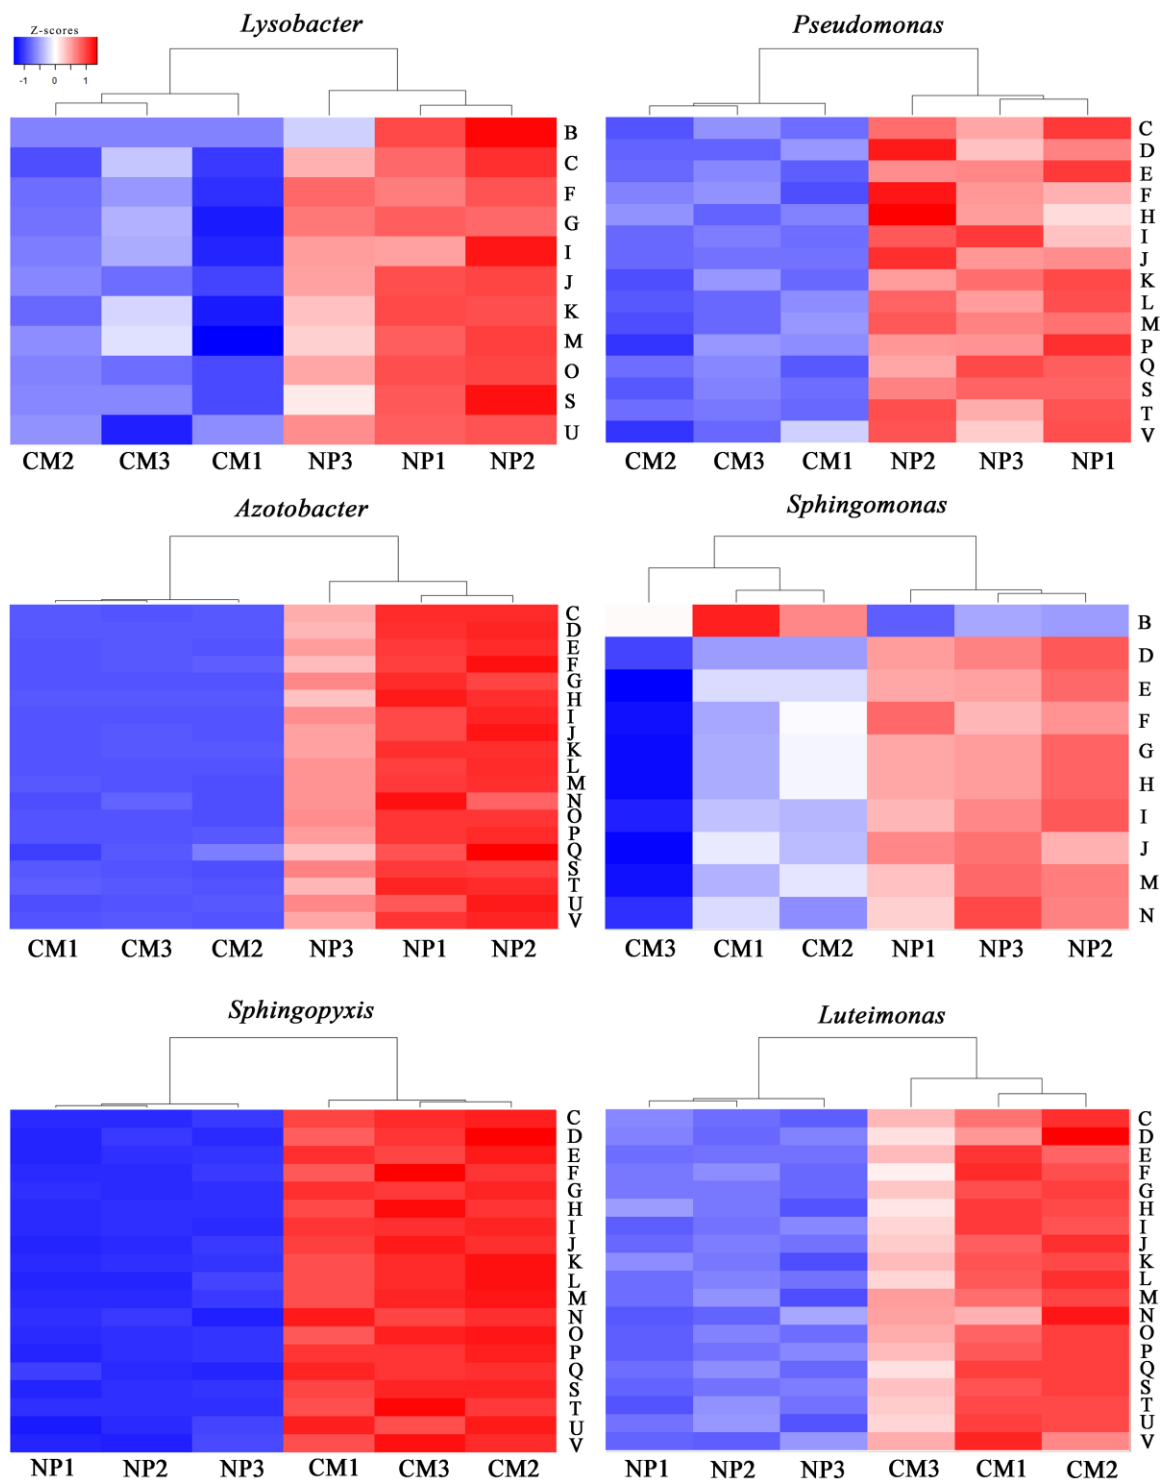 Z-scores
-1 0 1
Lysobacter
B
C
F
G
I
J
K
M
O
S
U
CM2 CM3 CM1 NP3 NP1 NP2
Pseudomonas
C
D
E
F
H
I
J
K
L
M
P
Q
S
T
V
CM2 CM3 CM1 NP2 NP3 NP1
Azotobacter
C
D
E
F
G
H
I
J
K
L
M
N
O
P
Q
S
T
U
V
CM1 CM3 CM2 NP3 NP1 NP2
Sphingomonas
B
D
E
F
G
H
I
J
M
N
CM3 CM1 CM2 NP1 NP3 NP2
Sphingopyxis
C
D
E
F
G
H
I
J
K
L
M
N
O
P
Q
S
T
U
V
NP1 NP2 NP3 CM1 CM3 CM2
Luteimonas
C
D
E
F
G
H
I
J
K
L
M
N
O
P
Q
S
T
U
V
NP1 NP2 NP3 CM3 CM1 CM2